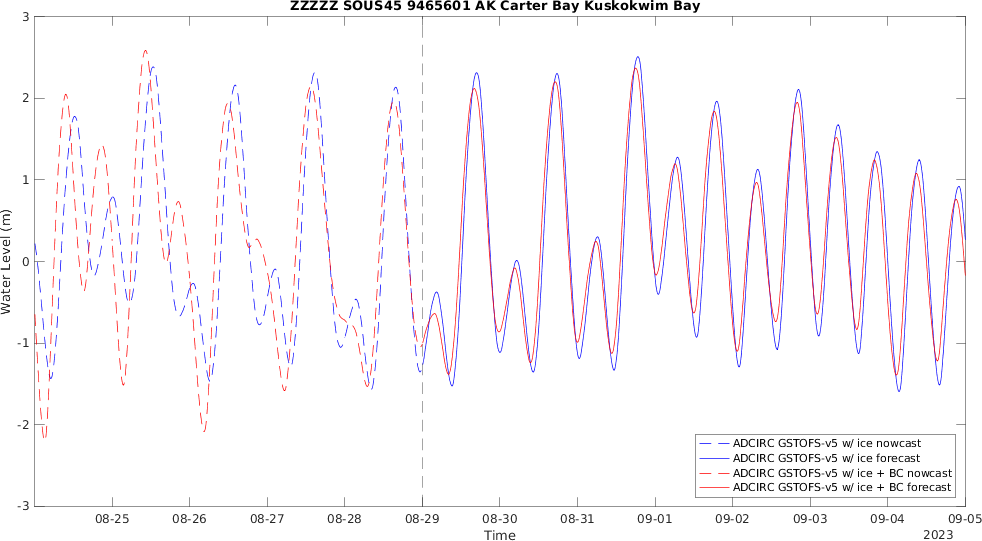 ZZZZZ SOUS45 9465601 AK Carter Bay Kuskokwim Bay
3
2
1
0
-1
-2
-3
Water Level (m)
ADCIRC GSTOFS-v5 w/ ice nowcast
ADCIRC GSTOFS-v5 w/ ice forecast
ADCIRC GSTOFS-v5 w/ ice + BC nowcast
ADCIRC GSTOFS-v5 w/ ice + BC forecast
08-25 08-26 08-27 08-28 08-29 08-30 08-31 09-01 09-02 09-03 09-04 09-05
Time
2023